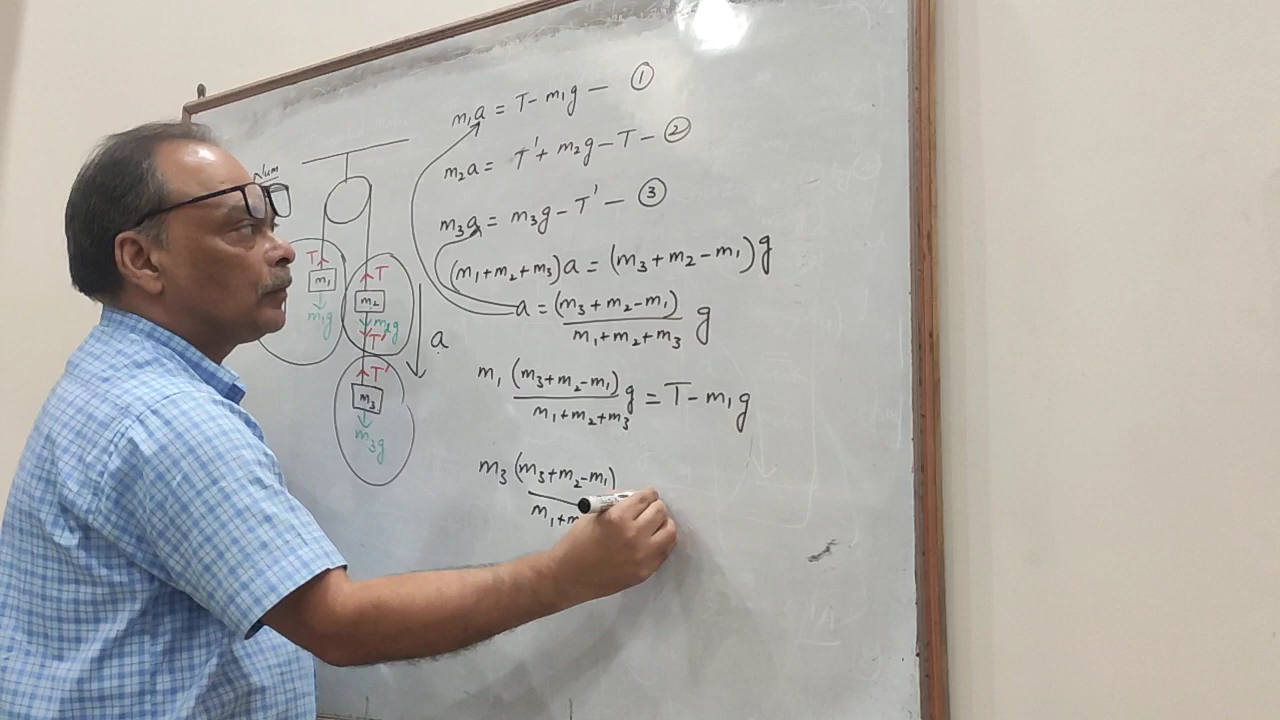 m₁a = T - m₁g - ①
m₂a = T' + m₂g - T - ②
m₃a = m₃g - T' - ③
(m₁+m₂+m₃)a = (m₃+m₂-m₁)g
a = (m₃+m₂-m₁)
m₁+m₂+m₃ g
m₁ (m₃+m₂-m₁)
m₁+m₂+m₃ g = T - m₁g
m₃ (m₃+m₂-m₁)
m₁+m
T
m₁
m₁g
T
m₂
m₂g
T'
a
T'
m₃
m₃g